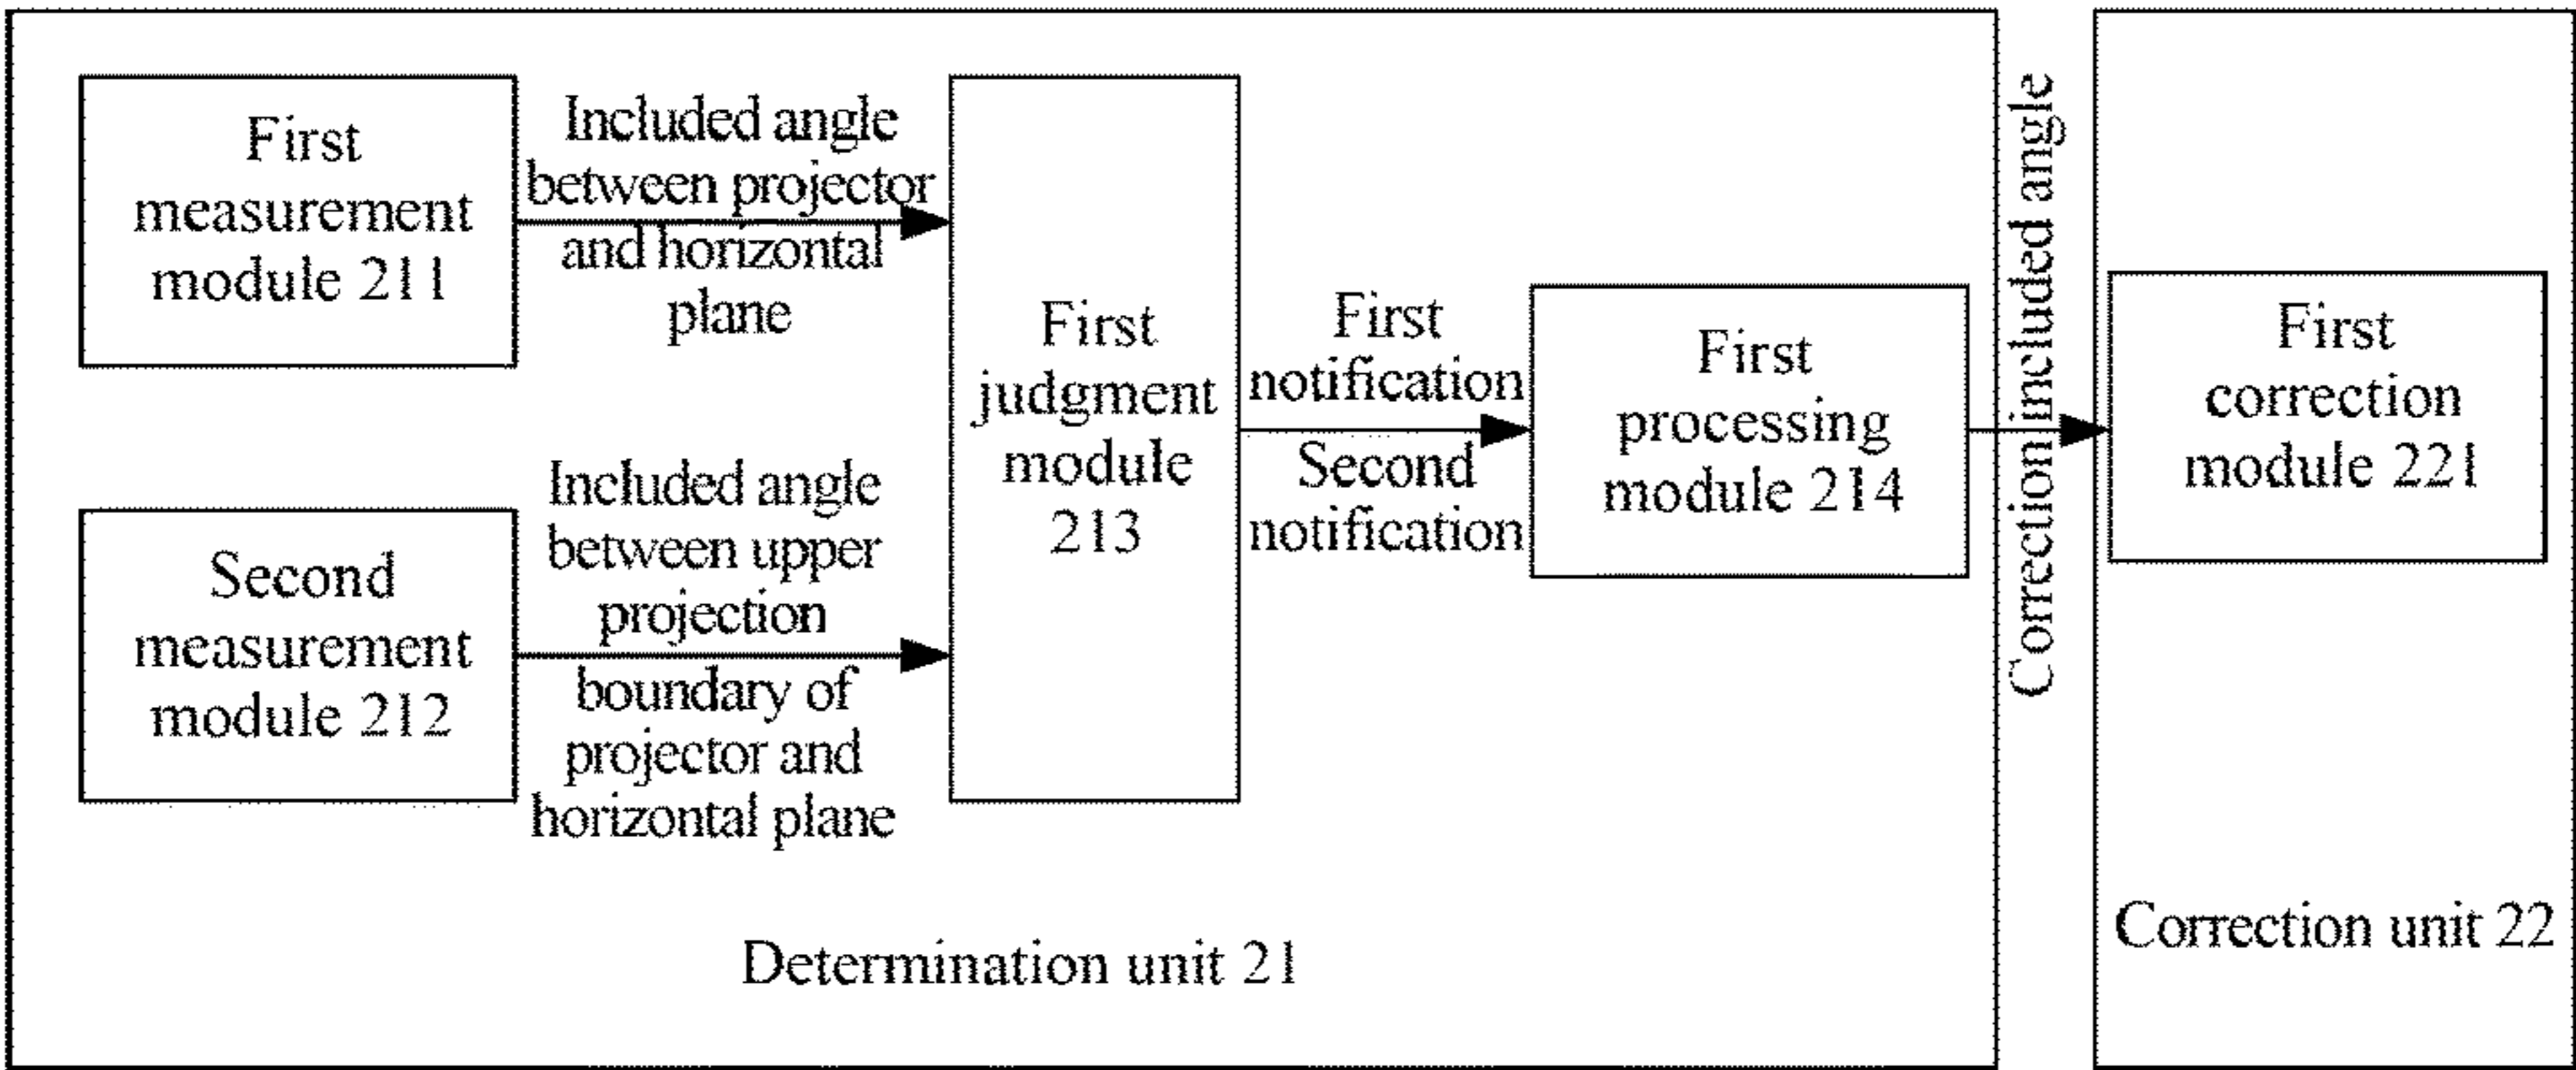 First
measurement
module 211
Included angle
between projector
and horizontal
plane
Second
measurement
module 212
Included angle
between upper
projection
boundary of
projector and
horizontal plane
First
judgment
module
213
First
notification
Second
notification
First
processing
module 214
Correction included angle
First
correction
module 221
Determination unit 21
Correction unit 22